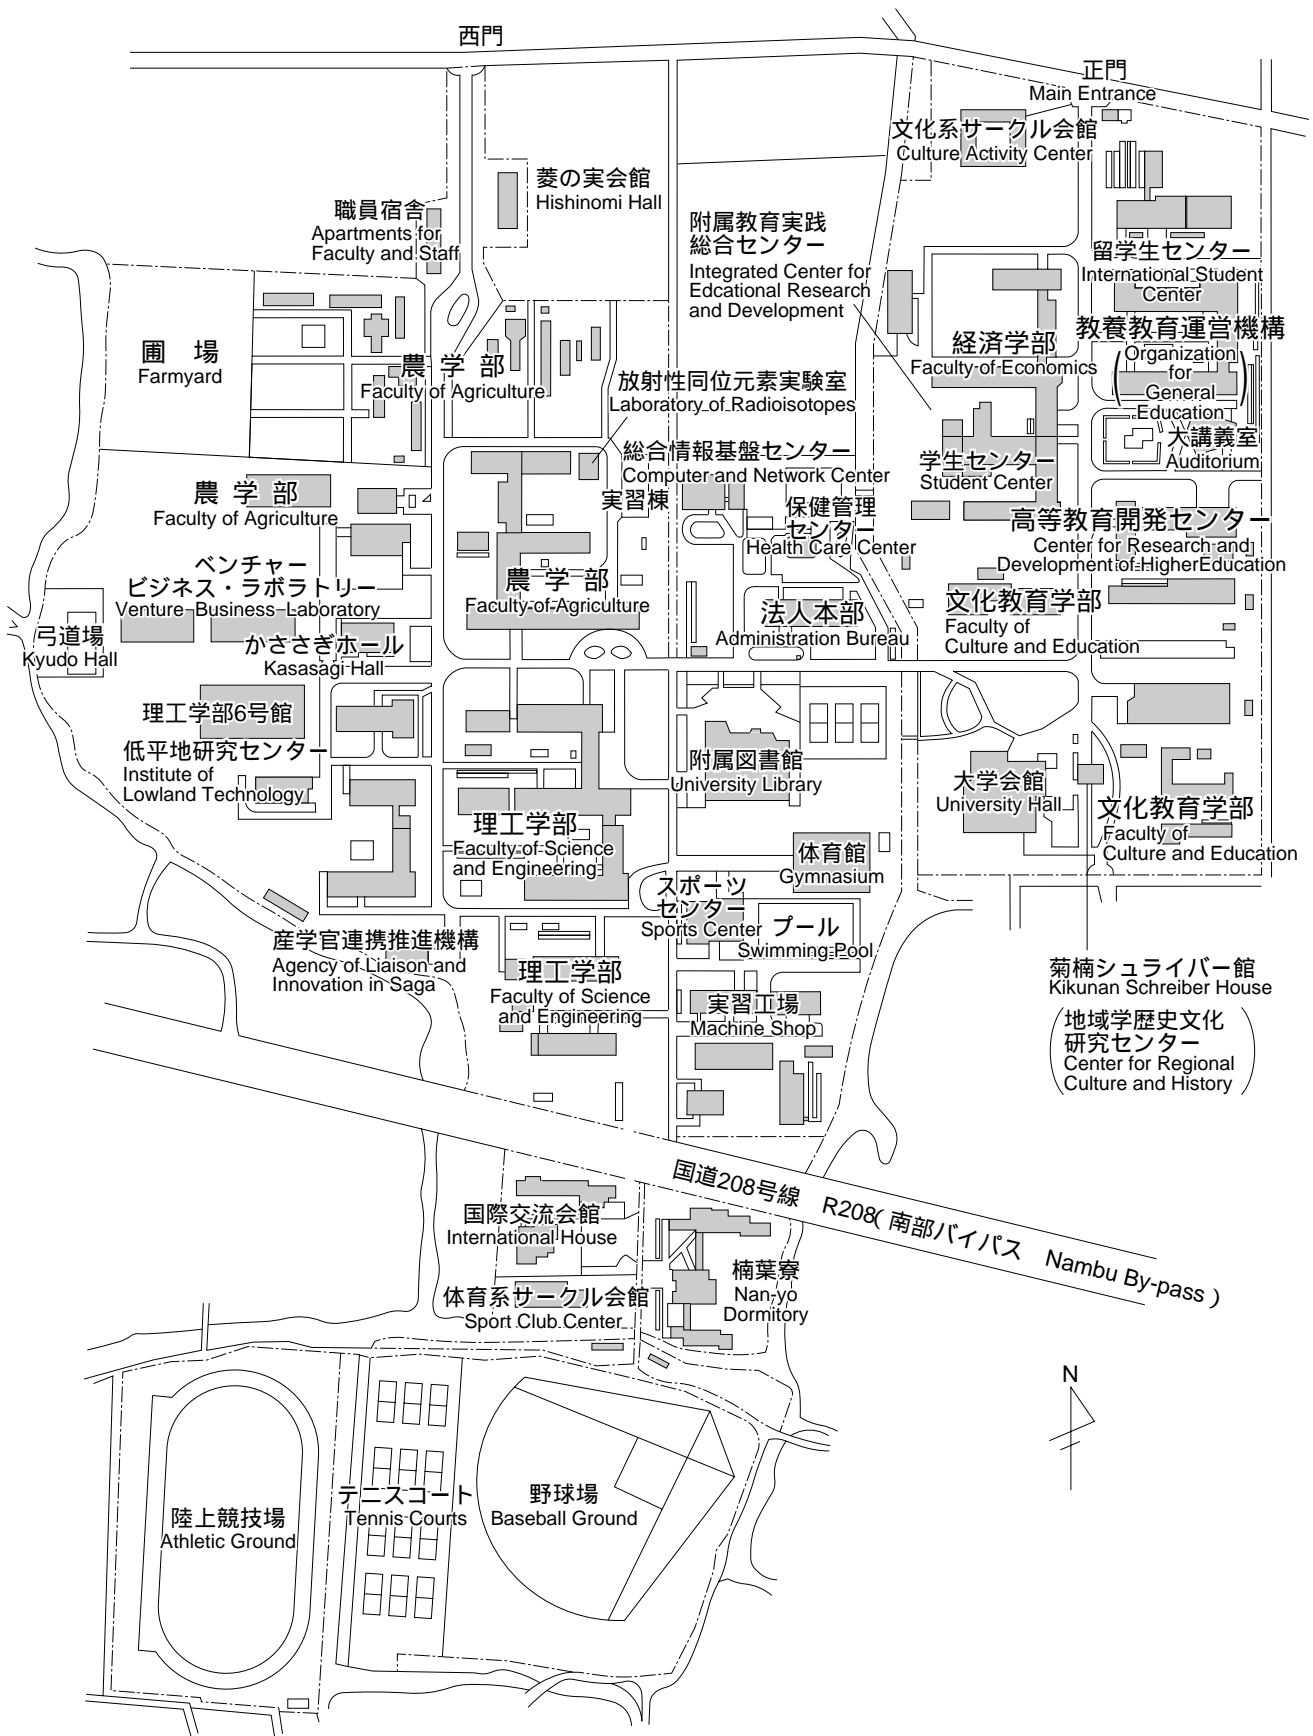 西門
正門
Main Entrance
文化系サークル会館
Culture Activity Center
菱の実会館
Hishinomi Hall
職員宿舎
Apartments for
Faculty and Staff
附属教育実践
総合センター
Integrated Center for
Edcational Research
and Development
留学生センター
International Student
Center
圃 場
Farmyard
農 学 部
Faculty of Agriculture
経済学部
Faculty of Economics
教養教育運営機構
(Organization
for
General
Education)
放射性同位元素実験室
Laboratory of Radioisotopes
大講義室
Auditorium
総合情報基盤センター
Computer and Network Center
実習棟
学生センター
Student Center
農 学 部
Faculty of Agriculture
保健管理
センター
Health Care Center
高等教育開発センター
Center for Research and
Development of HigherEducation
ベンチャー
ビジネス・ラボラトリー
Venture Business Laboratory
農 学 部
Faculty of Agriculture
法人本部
Administration Bureau
文化教育学部
Faculty of
Culture and Education
弓道場
Kyudo Hall
かささぎホール
Kasasagi Hall
理工学部6号館
低平地研究センター
Institute of
Lowland Technology
附属図書館
University Library
大学会館
University Hall
文化教育学部
Faculty of
Culture and Education
理工学部
Faculty of Science
and Engineering
体育館
Gymnasium
スポーツ
センター
Sports Center
プール
Swimming Pool
産学官連携推進機構
Agency of Liaison and
Innovation in Saga
理工学部
Faculty of Science
and Engineering
実習工場
Machine Shop
菊楠シュライバー館
Kikunan Schreiber House
(地域学歴史文化
研究センター
Center for Regional
Culture and History)
国道208号線 R208(南部バイパス Nambu By-pass)
国際交流会館
International House
楠葉寮
Nan-yo
Dormitory
体育系サークル会館
Sport Club Center
N
テニスコート
Tennis Courts
野球場
Baseball Ground
陸上競技場
Athletic Ground